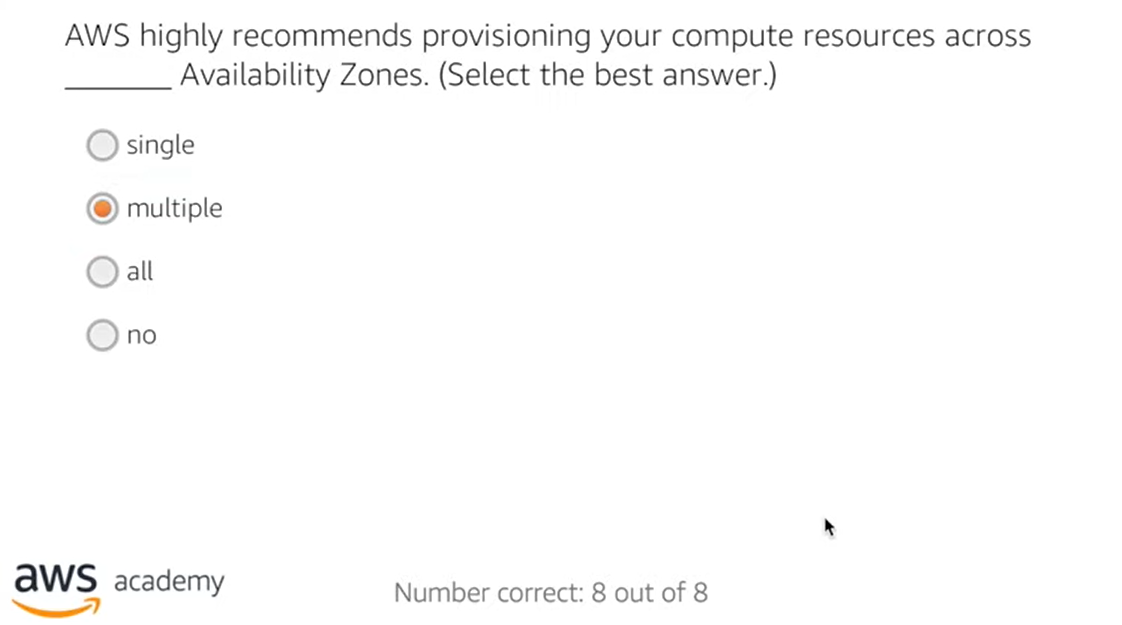 AWS highly recommends provisioning your compute resources across
_______ Availability Zones. (Select the best answer.)
single
multiple
all
no
aws academy
Number correct: 8 out of 8